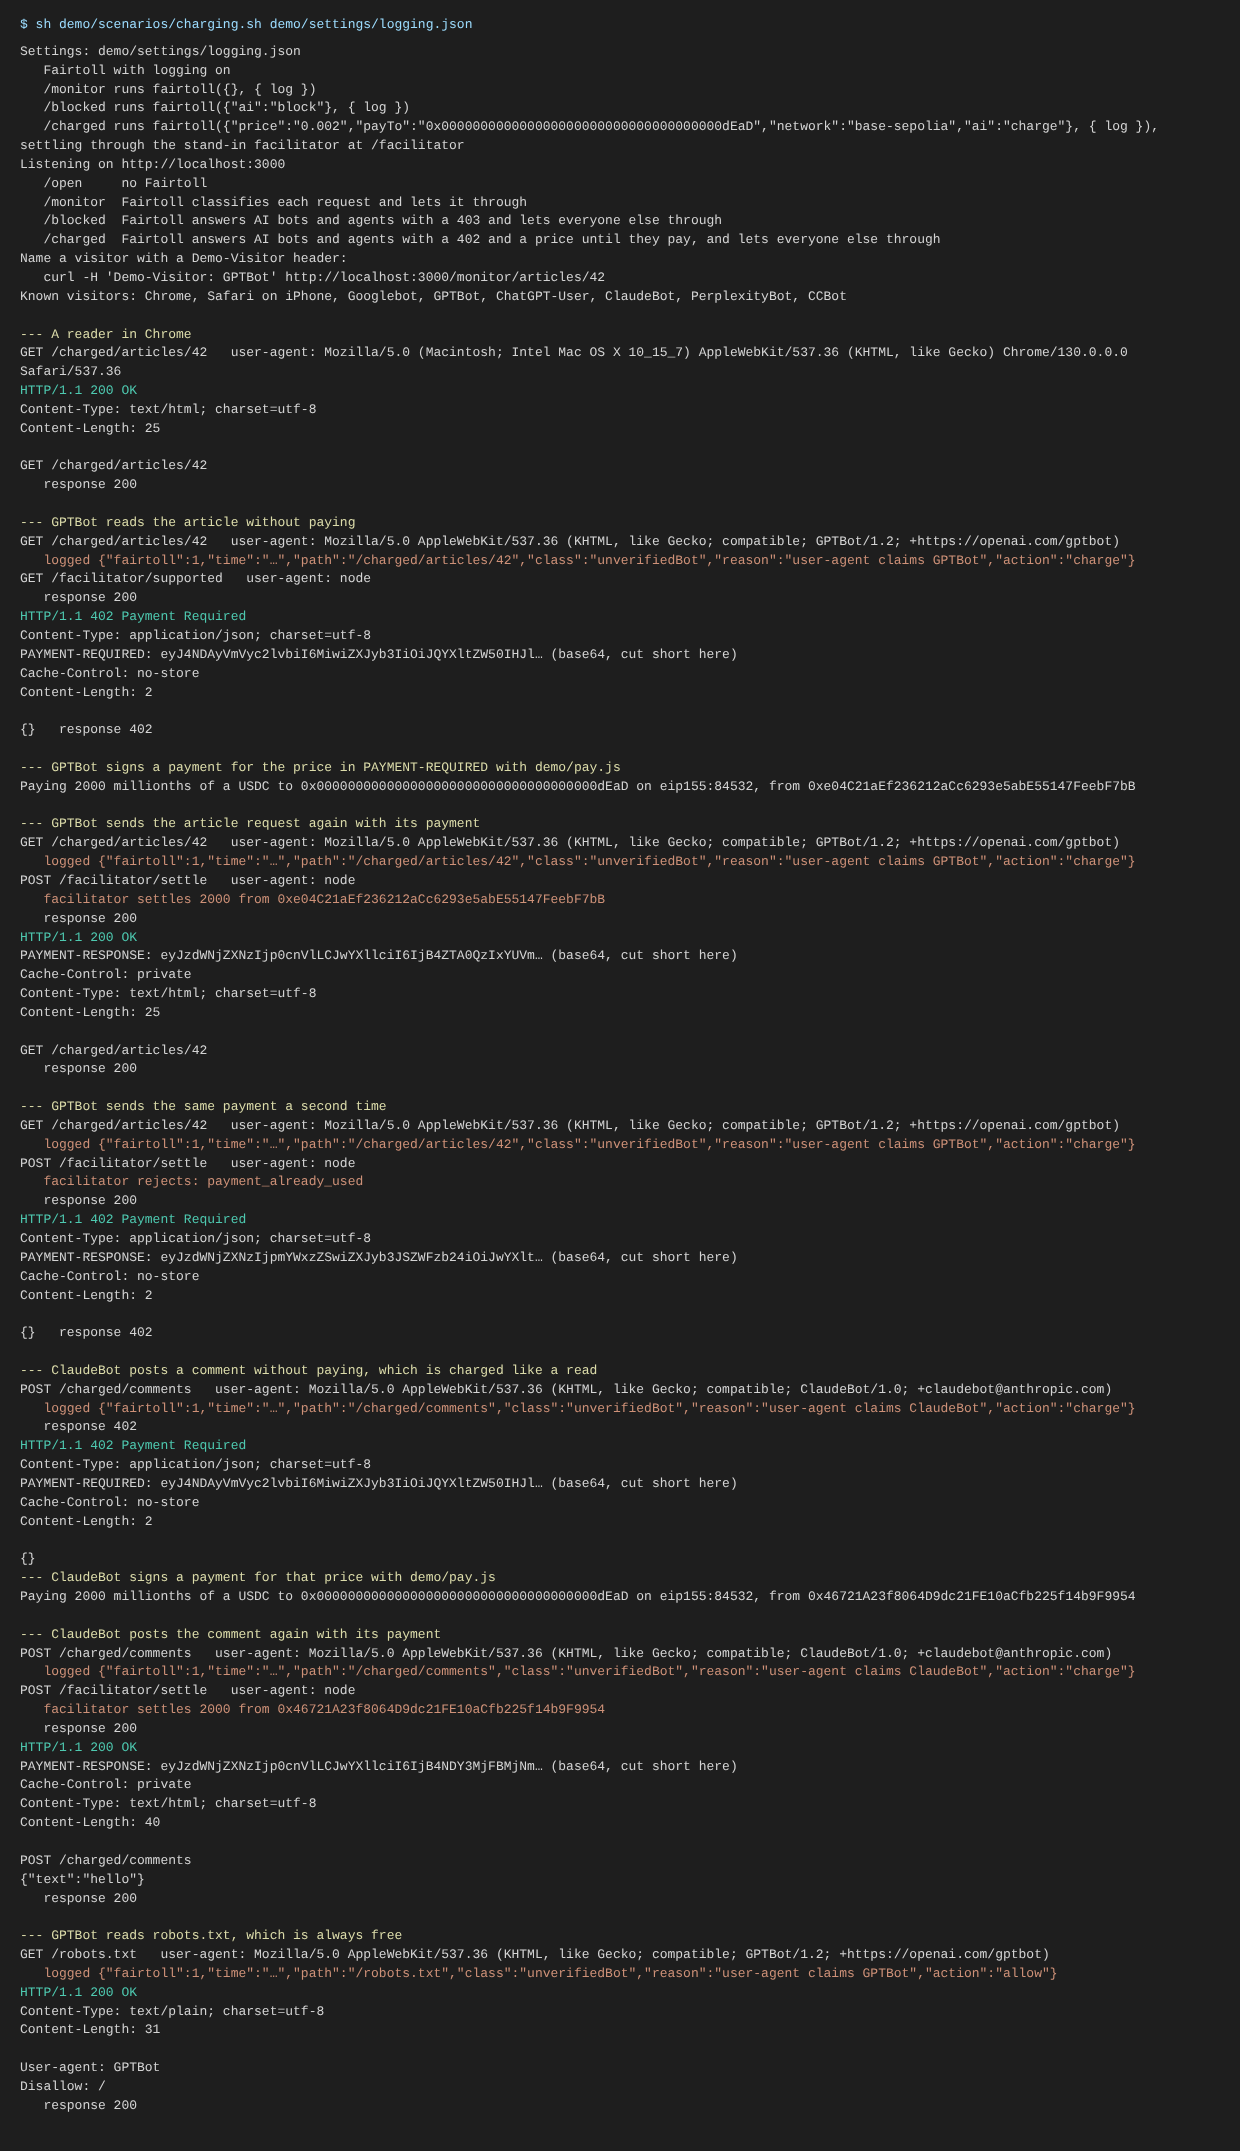 $ sh demo/scenarios/charging.sh demo/settings/logging.json
Settings: demo/settings/logging.json
   Fairtoll with logging on
   /monitor runs fairtoll({}, { log })
   /blocked runs fairtoll({"ai":"block"}, { log })
   /charged runs fairtoll({"price":"0.002","payTo":"0x000000000000000000000000000000000000dEaD","network":"base-sepolia","ai":"charge"}, { log }),
settling through the stand-in facilitator at /facilitator
Listening on http://localhost:3000
   /open     no Fairtoll
   /monitor  Fairtoll classifies each request and lets it through
   /blocked  Fairtoll answers AI bots and agents with a 403 and lets everyone else through
   /charged  Fairtoll answers AI bots and agents with a 402 and a price until they pay, and lets everyone else through
Name a visitor with a Demo-Visitor header:
   curl -H 'Demo-Visitor: GPTBot' http://localhost:3000/monitor/articles/42
Known visitors: Chrome, Safari on iPhone, Googlebot, GPTBot, ChatGPT-User, ClaudeBot, PerplexityBot, CCBot

--- A reader in Chrome
GET /charged/articles/42   user-agent: Mozilla/5.0 (Macintosh; Intel Mac OS X 10_15_7) AppleWebKit/537.36 (KHTML, like Gecko) Chrome/130.0.0.0
Safari/537.36
HTTP/1.1 200 OK
Content-Type: text/html; charset=utf-8
Content-Length: 25

GET /charged/articles/42
   response 200

--- GPTBot reads the article without paying
GET /charged/articles/42   user-agent: Mozilla/5.0 AppleWebKit/537.36 (KHTML, like Gecko; compatible; GPTBot/1.2; +https://openai.com/gptbot)
   logged {"fairtoll":1,"time":"…","path":"/charged/articles/42","class":"unverifiedBot","reason":"user-agent claims GPTBot","action":"charge"}
GET /facilitator/supported   user-agent: node
   response 200
HTTP/1.1 402 Payment Required
Content-Type: application/json; charset=utf-8
PAYMENT-REQUIRED: eyJ4NDAyVmVyc2lvbiI6MiwiZXJyb3IiOiJQYXltZW50IHJl… (base64, cut short here)
Cache-Control: no-store
Content-Length: 2

{}   response 402

--- GPTBot signs a payment for the price in PAYMENT-REQUIRED with demo/pay.js
Paying 2000 millionths of a USDC to 0x000000000000000000000000000000000000dEaD on eip155:84532, from 0xe04C21aEf236212aCc6293e5abE55147FeebF7bB

--- GPTBot sends the article request again with its payment
GET /charged/articles/42   user-agent: Mozilla/5.0 AppleWebKit/537.36 (KHTML, like Gecko; compatible; GPTBot/1.2; +https://openai.com/gptbot)
   logged {"fairtoll":1,"time":"…","path":"/charged/articles/42","class":"unverifiedBot","reason":"user-agent claims GPTBot","action":"charge"}
POST /facilitator/settle   user-agent: node
   facilitator settles 2000 from 0xe04C21aEf236212aCc6293e5abE55147FeebF7bB
   response 200
HTTP/1.1 200 OK
PAYMENT-RESPONSE: eyJzdWNjZXNzIjp0cnVlLCJwYXllciI6IjB4ZTA0QzIxYUVm… (base64, cut short here)
Cache-Control: private
Content-Type: text/html; charset=utf-8
Content-Length: 25

GET /charged/articles/42
   response 200

--- GPTBot sends the same payment a second time
GET /charged/articles/42   user-agent: Mozilla/5.0 AppleWebKit/537.36 (KHTML, like Gecko; compatible; GPTBot/1.2; +https://openai.com/gptbot)
   logged {"fairtoll":1,"time":"…","path":"/charged/articles/42","class":"unverifiedBot","reason":"user-agent claims GPTBot","action":"charge"}
POST /facilitator/settle   user-agent: node
   facilitator rejects: payment_already_used
   response 200
HTTP/1.1 402 Payment Required
Content-Type: application/json; charset=utf-8
PAYMENT-RESPONSE: eyJzdWNjZXNzIjpmYWxzZSwiZXJyb3JSZWFzb24iOiJwYXlt… (base64, cut short here)
Cache-Control: no-store
Content-Length: 2

{}   response 402

--- ClaudeBot posts a comment without paying, which is charged like a read
POST /charged/comments   user-agent: Mozilla/5.0 AppleWebKit/537.36 (KHTML, like Gecko; compatible; ClaudeBot/1.0; +claudebot@anthropic.com)
   logged {"fairtoll":1,"time":"…","path":"/charged/comments","class":"unverifiedBot","reason":"user-agent claims ClaudeBot","action":"charge"}
   response 402
HTTP/1.1 402 Payment Required
Content-Type: application/json; charset=utf-8
PAYMENT-REQUIRED: eyJ4NDAyVmVyc2lvbiI6MiwiZXJyb3IiOiJQYXltZW50IHJl… (base64, cut short here)
Cache-Control: no-store
Content-Length: 2

{}
--- ClaudeBot signs a payment for that price with demo/pay.js
Paying 2000 millionths of a USDC to 0x000000000000000000000000000000000000dEaD on eip155:84532, from 0x46721A23f8064D9dc21FE10aCfb225f14b9F9954

--- ClaudeBot posts the comment again with its payment
POST /charged/comments   user-agent: Mozilla/5.0 AppleWebKit/537.36 (KHTML, like Gecko; compatible; ClaudeBot/1.0; +claudebot@anthropic.com)
   logged {"fairtoll":1,"time":"…","path":"/charged/comments","class":"unverifiedBot","reason":"user-agent claims ClaudeBot","action":"charge"}
POST /facilitator/settle   user-agent: node
   facilitator settles 2000 from 0x46721A23f8064D9dc21FE10aCfb225f14b9F9954
   response 200
HTTP/1.1 200 OK
PAYMENT-RESPONSE: eyJzdWNjZXNzIjp0cnVlLCJwYXllciI6IjB4NDY3MjFBMjNm… (base64, cut short here)
Cache-Control: private
Content-Type: text/html; charset=utf-8
Content-Length: 40

POST /charged/comments
{"text":"hello"}
   response 200

--- GPTBot reads robots.txt, which is always free
GET /robots.txt   user-agent: Mozilla/5.0 AppleWebKit/537.36 (KHTML, like Gecko; compatible; GPTBot/1.2; +https://openai.com/gptbot)
   logged {"fairtoll":1,"time":"…","path":"/robots.txt","class":"unverifiedBot","reason":"user-agent claims GPTBot","action":"allow"}
HTTP/1.1 200 OK
Content-Type: text/plain; charset=utf-8
Content-Length: 31

User-agent: GPTBot
Disallow: /
   response 200